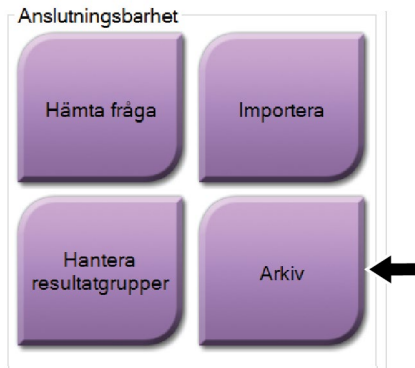 Anslutningsbarhet
Hämta fråga
Importera
Hantera
resultatgrupper
Arkiv